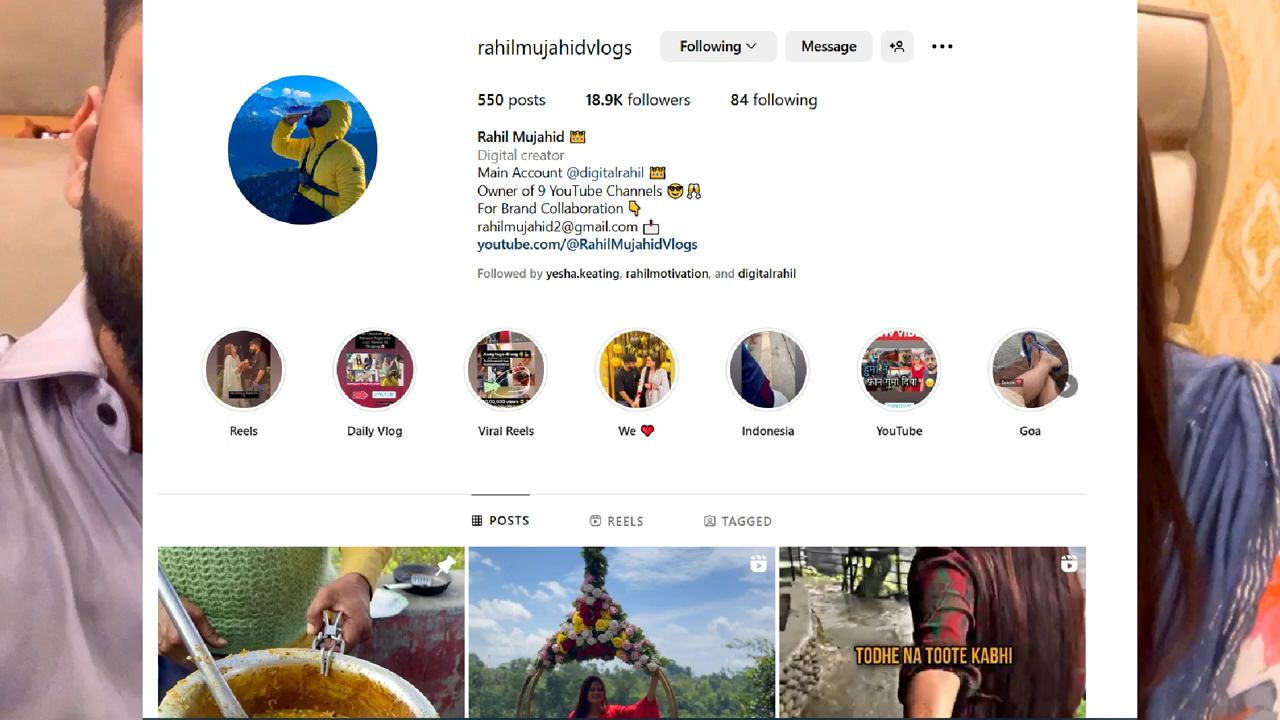 rahilmujahidvlogs
Following
Message
550 posts
18.9K followers
84 following
Rahil Mujahid 👑
Digital creator
Main Account @digitalrahil 👑
Owner of 9 YouTube Channels 😎🥂
For Brand Collaboration 👇
rahilmujahid2@gmail.com 📩
youtube.com/@RahilMujahidVlogs
Followed by yesha.keating, rahilmotivation, and digitalrahil
हुमा ने
फ़ोन गुमा दिया
Reels
Daily Vlog
Viral Reels
We ❤️
Indonesia
YouTube
Goa
POSTS
REELS
TAGGED
TODHE NA TOOTE KABHI